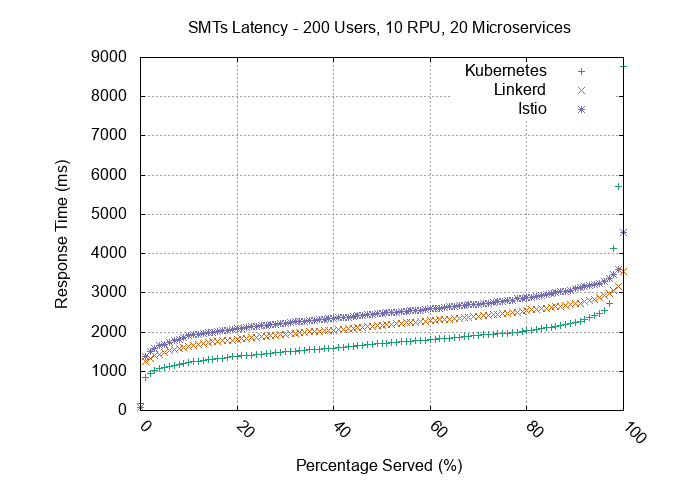 SMTs Latency - 200 Users, 10 RPU, 20 Microservices
9000
8000
7000
6000
5000
4000
3000
2000
1000
0
Response Time (ms)
Kubernetes
Linkerd
Istio
0
20
40
60
80
100
Percentage Served (%)